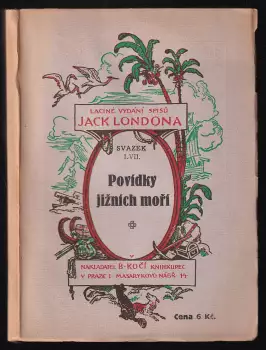 LACINÉ VYDÁNÍ SPISŮ
JACK LONDONA
SVAZEK
LVII.
Povídky
jižních moří
NAKLADATEL B. KOČÍ KNIHKUPEC
V PRAZE I. MASARYKOVO NÁBŘ. 14.
Cena 6 Kč.